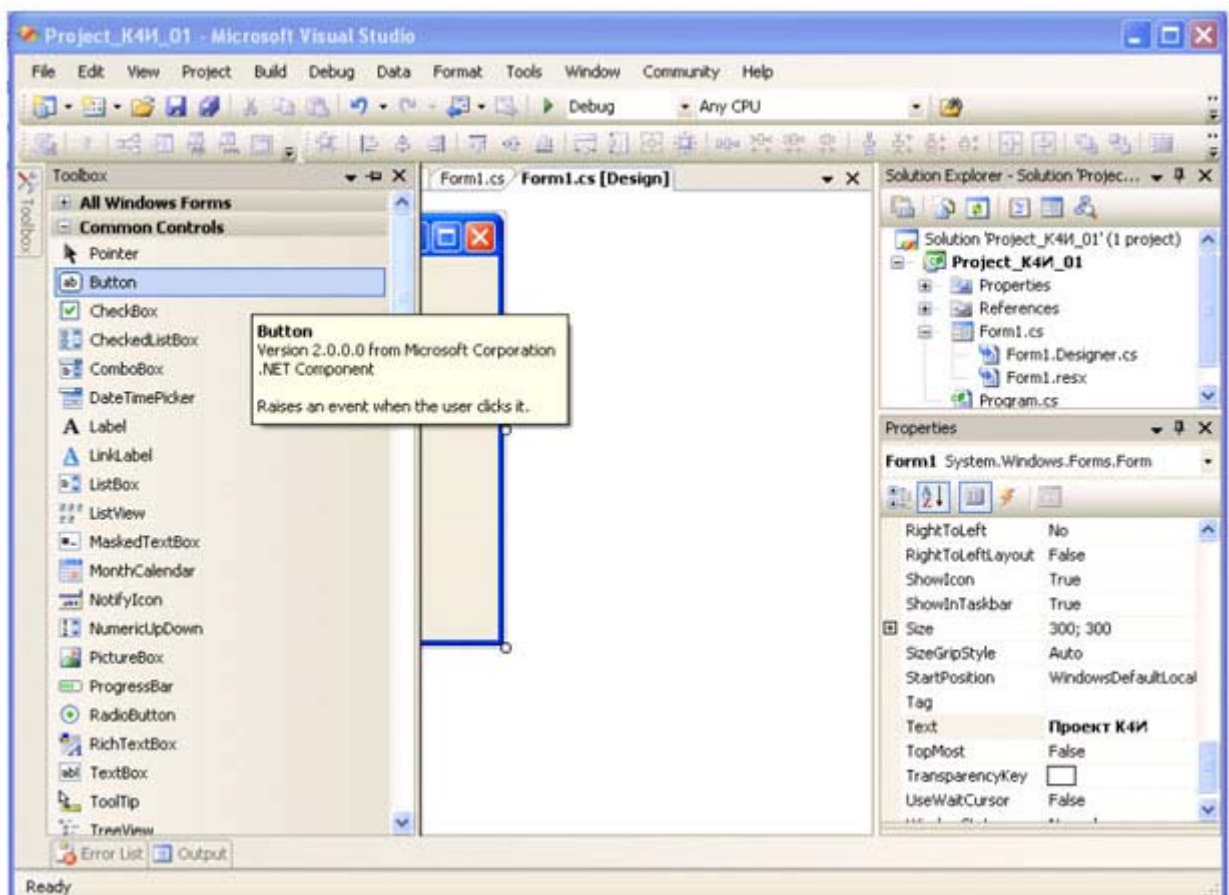 Project_К4И_01 - Microsoft Visual Studio
File Edit View Project Build Debug Data Format Tools Window Community Help
Debug Any CPU
Toolbox
Toolbox
All Windows Forms
Common Controls
Pointer
Button
CheckBox
CheckedListBox
ComboBox
DateTimePicker
Label
LinkLabel
ListBox
ListView
MaskedTextBox
MonthCalendar
NotifyIcon
NumericUpDown
PictureBox
ProgressBar
RadioButton
RichTextBox
TextBox
ToolTip
TreeView
Button
Version 2.0.0.0 from Microsoft Corporation
.NET Component
Raises an event when the user clicks it.
Form1.cs Form1.cs [Design]
Solution Explorer - Solution 'Projec...
Solution 'Project_К4И_01' (1 project)
Project_К4И_01
Properties
References
Form1.cs
Form1.Designer.cs
Form1.resx
Program.cs
Properties
Form1 System.Windows.Forms.Form
RightToLeft No
RightToLeftLayout False
ShowIcon True
ShowInTaskbar True
Size 300; 300
SizeGripStyle Auto
StartPosition WindowsDefaultLocal
Tag
Text Проект К4И
TopMost False
TransparencyKey
UseWaitCursor False
Error List Output
Ready